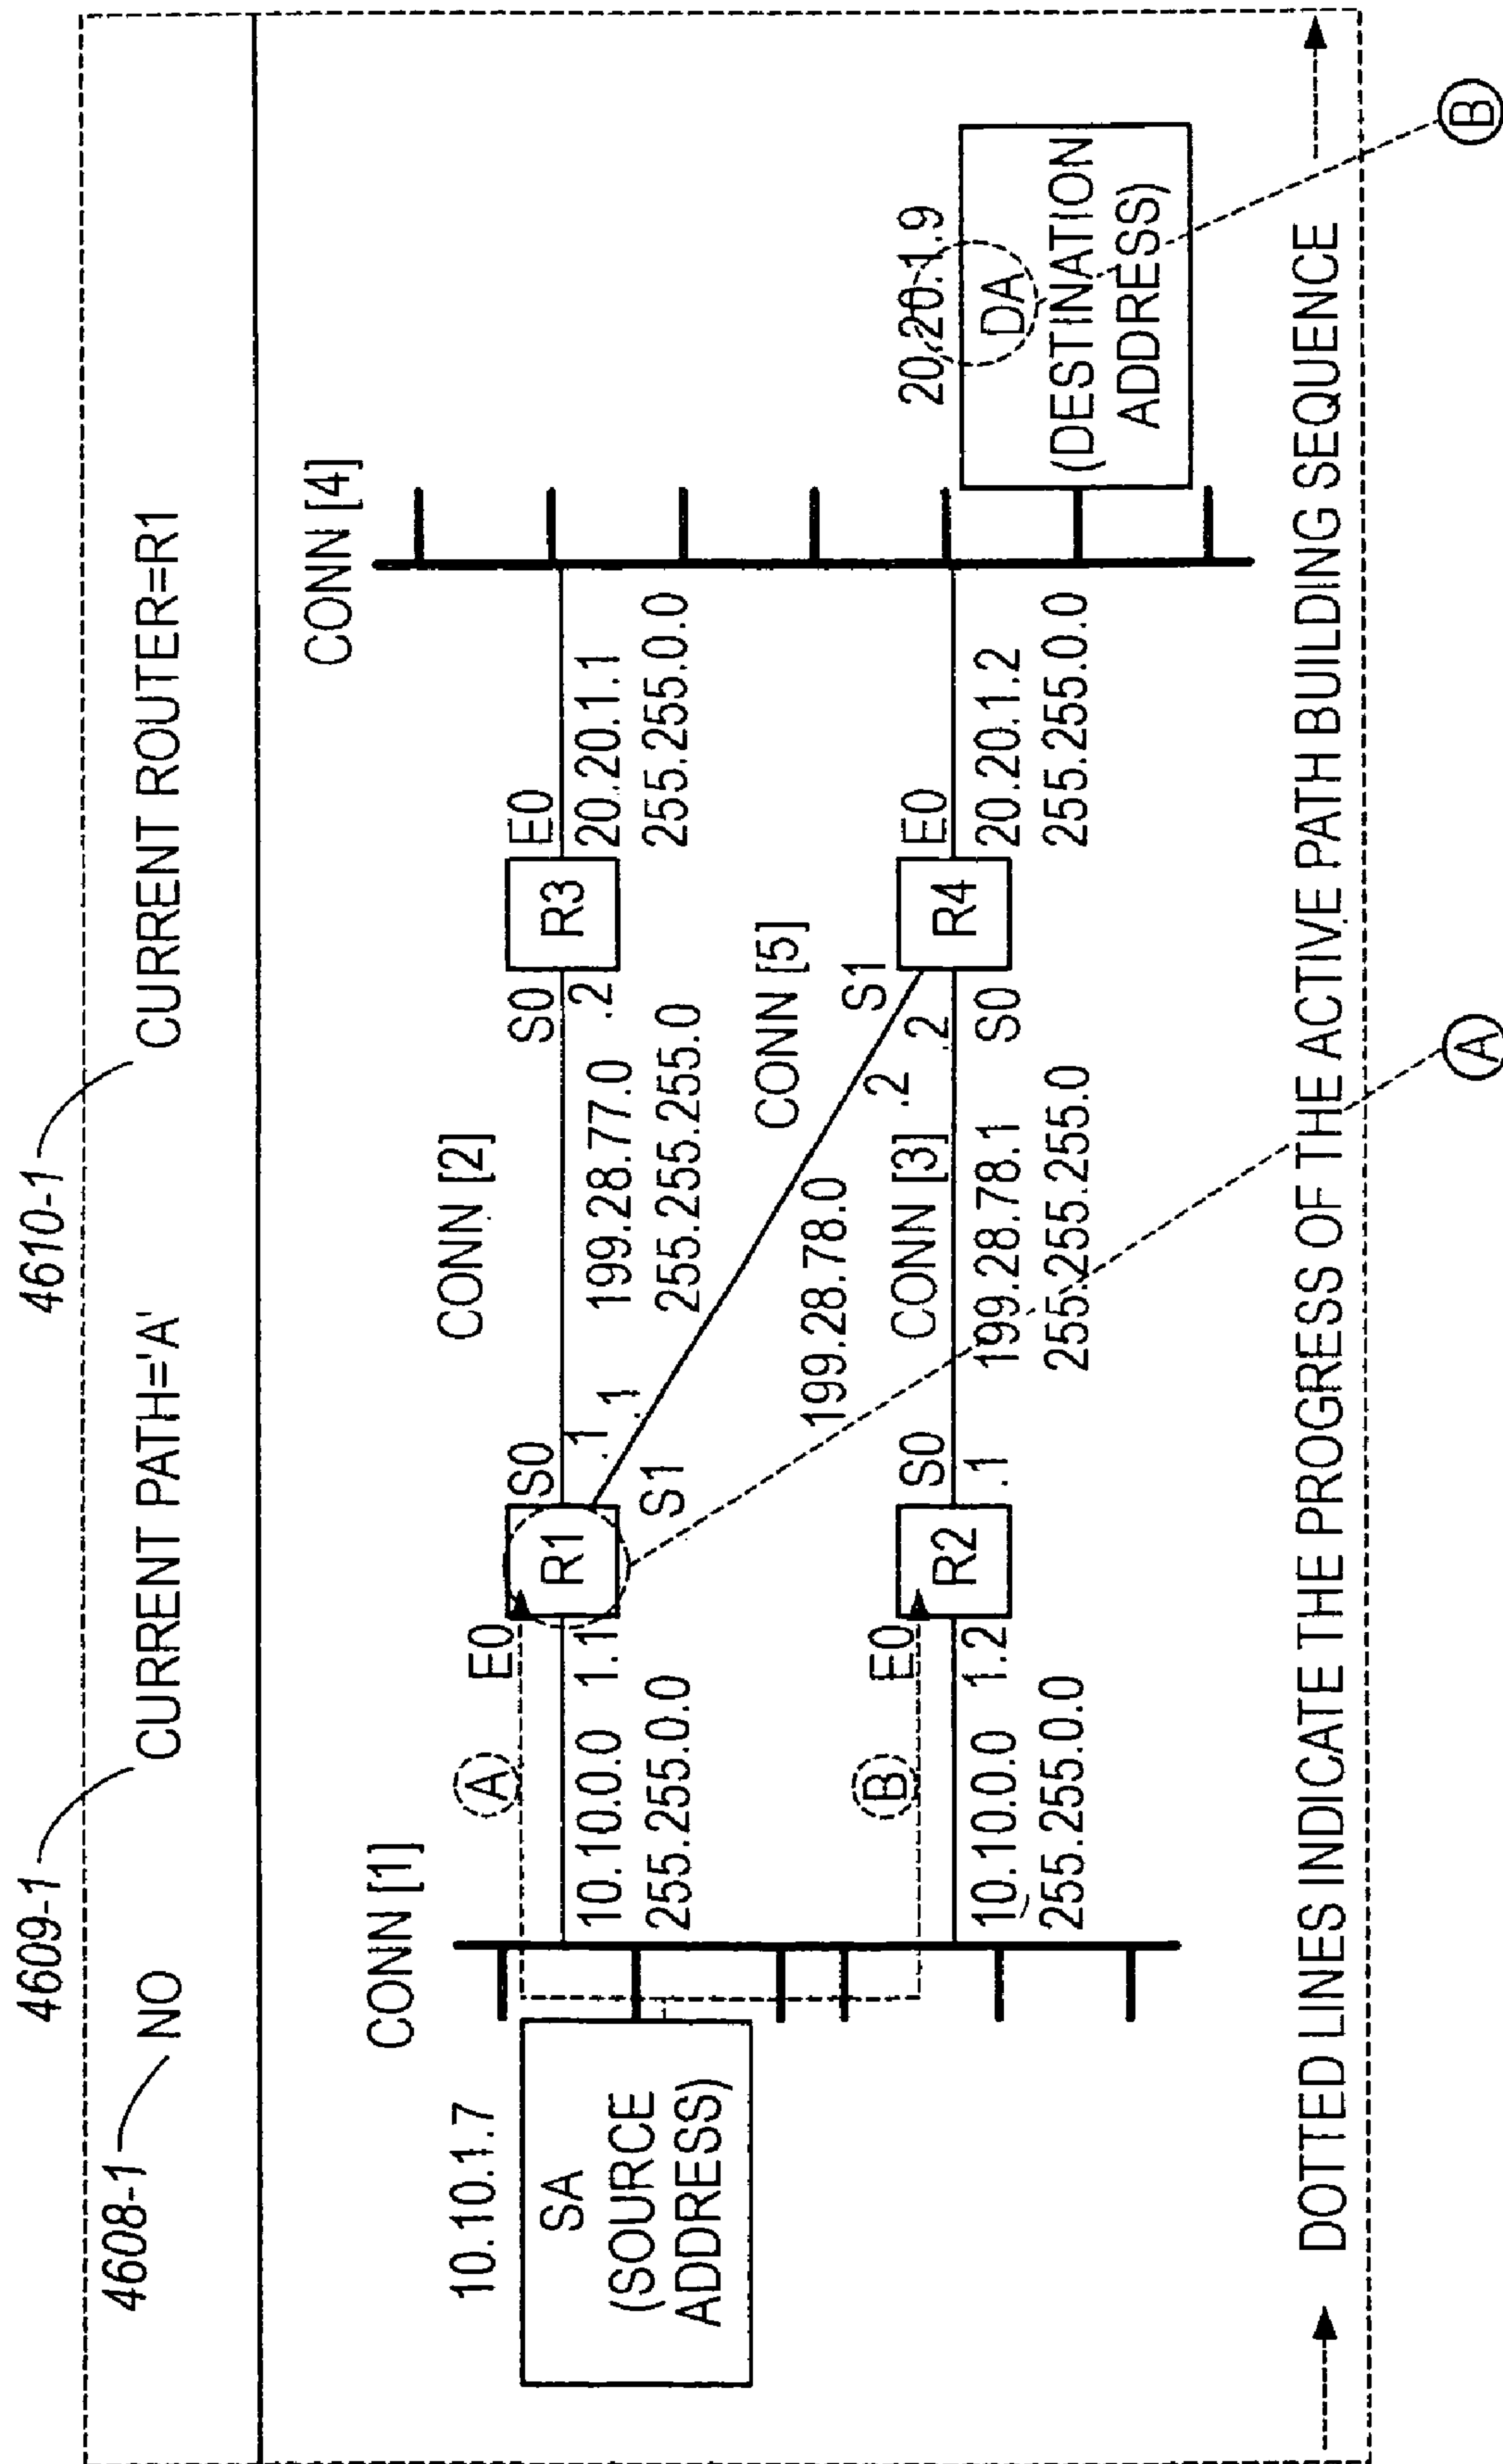 4608-1
4609-1
4610-1
NO
CURRENT PATH='A'
CURRENT ROUTER=R1
CONN [1]
CONN [4]
10.10.1.7
SA
(SOURCE
ADDRESS)
A
E0
R1
10.10.0.0 1.1
255.255.0.0
S0
.1
.1
S1
CONN [2]
199.28.77.0
255.255.255.0
S0
.2
R3
E0
20.20.1.1
255.255.0.0
CONN [5]
199.28.78.0
S1
.2
B
E0
R2
10.10.0.0 1.2
255.255.0.0
S0
.1
CONN [3]
199.28.78.1
255.255.255.0
.2
S0
R4
E0
20.20.1.2
255.255.0.0
20.20.1.9
DA
(DESTINATION
ADDRESS)
DOTTED LINES INDICATE THE PROGRESS OF THE ACTIVE PATH BUILDING SEQUENCE
A
B